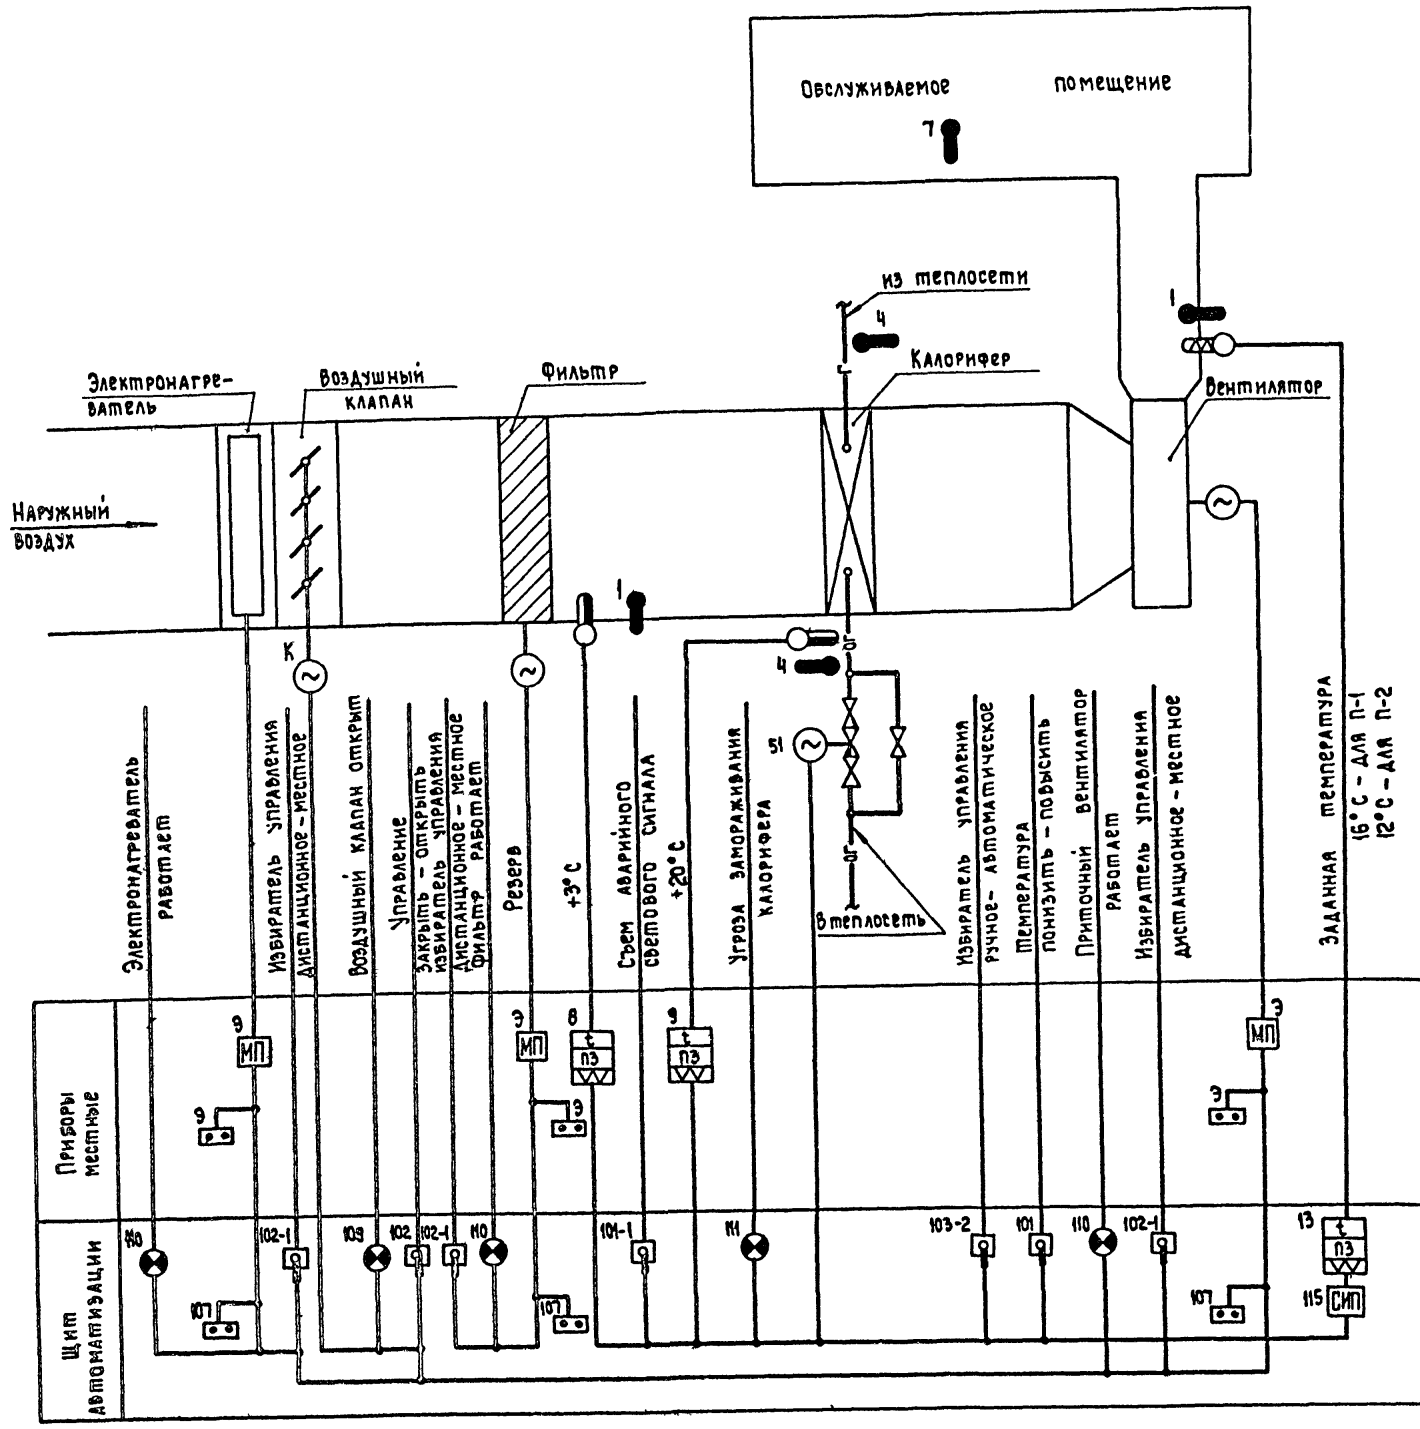 Обслуживаемое помещение
7
из теплосети
4
1
Калорифер
Вентилятор
Электронагре-
ватель
Воздушный
клапан
Фильтр
Наружный
воздух
К
1
4
51
В теплосеть
Электронагреватель
работает
Избиратель управления
дистанционное-местное
Воздушный клапан открыт
Управление
закрыть-открыть
избиратель управления
дистанционное-местное
Фильтр работает
Резерв
+3°С
Съем аварийного
светового сигнала
+20°С
Угроза замораживания
калорифера
Избиратель управления
ручное-автоматическое
Температура
понизить-повысить
Приточный вентилятор
работает
Избиратель управления
дистанционное-местное
Заданная температура
16°С-для П-1
12°С-для П-2
Приборы
местные
Э
МП
Э
Э
МП
Э
8
t
ПЗ
9
t
ПЗ
Э
МП
Э
Щит
автоматизации
110
107
102-1
109
102
102-1
110
107
101-1
111
103-2
101
110
102-1
107
13
t
ПЗ
115
СИП